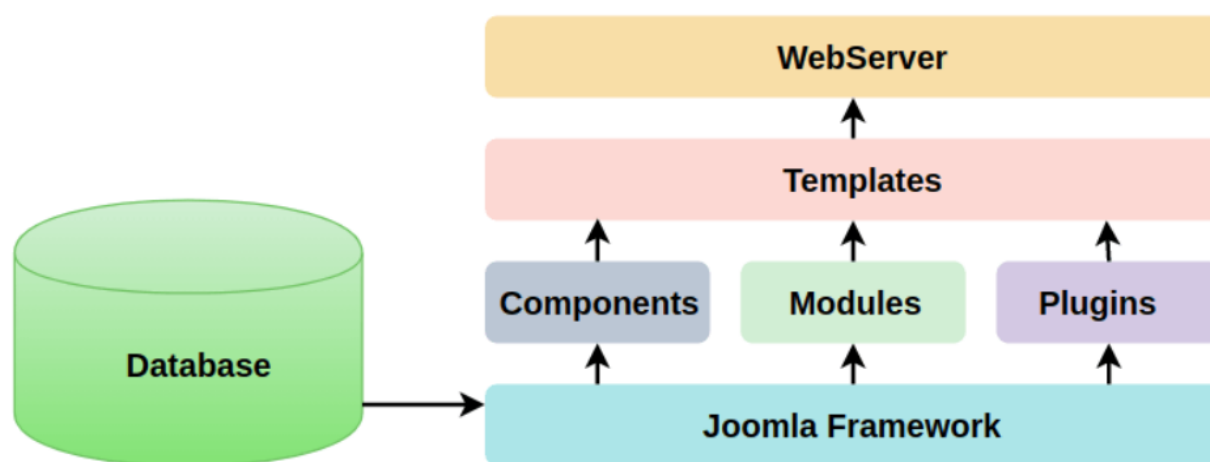 WebServer
Templates
Components
Modules
Plugins
Database
Joomla Framework